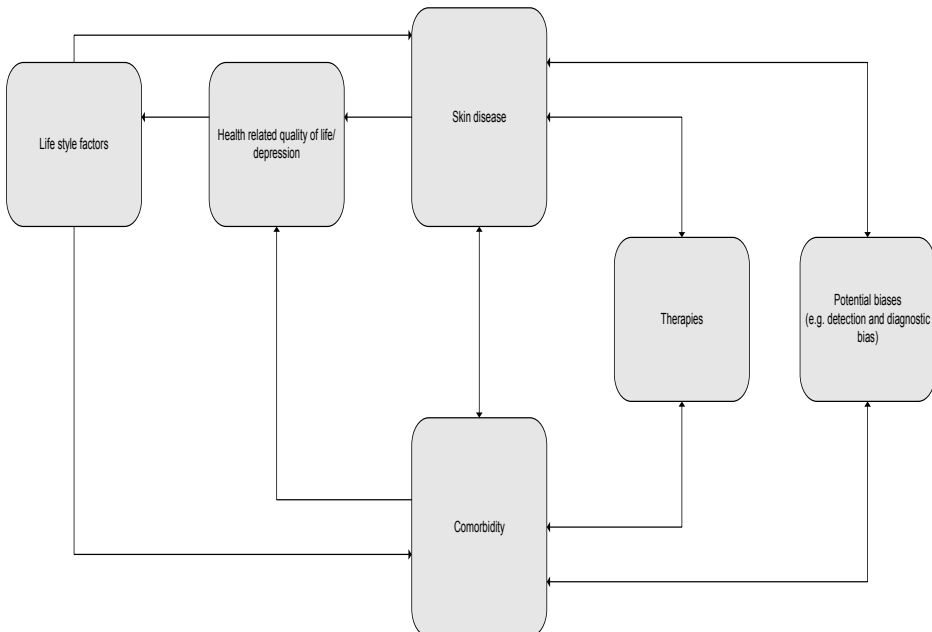 Skin disease
Life style factors
Health related quality of life/
depression
Therapies
Potential biases
(e.g. detection and diagnostic
bias)
Comorbidity